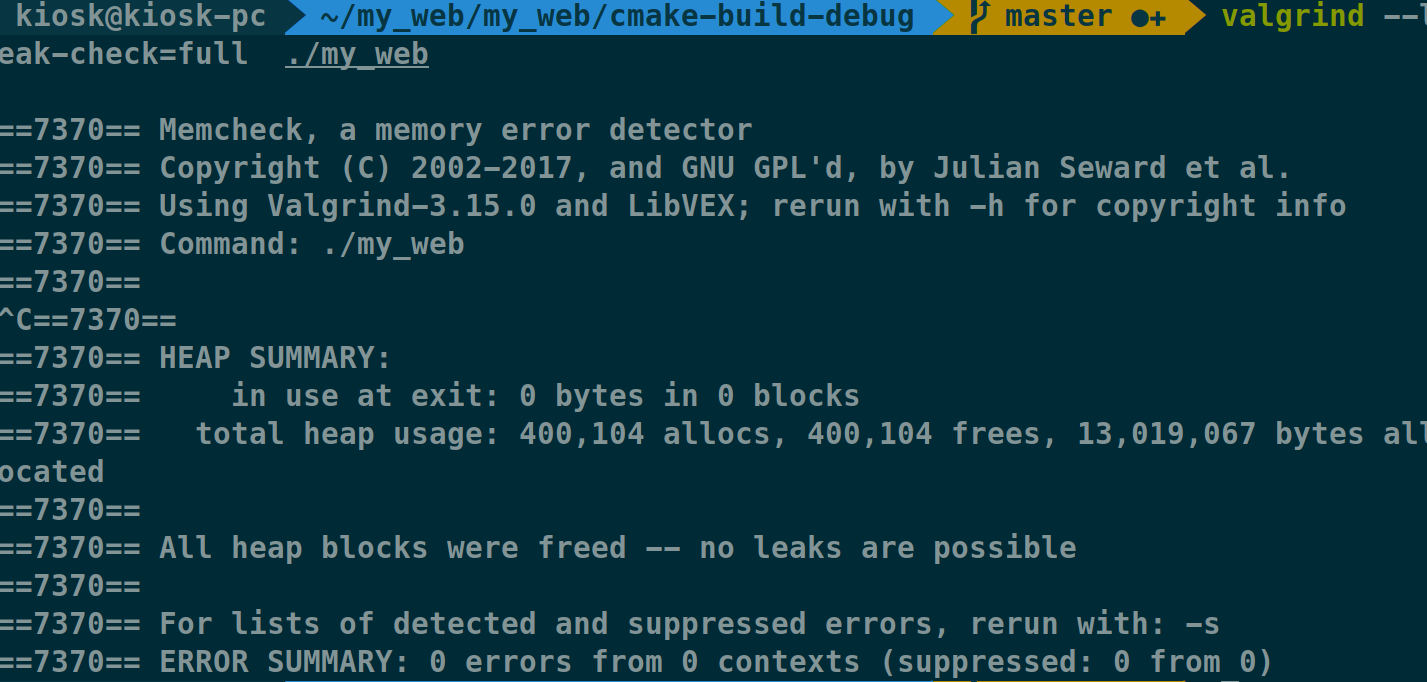 kiosk@kiosk-pc ~/my_web/my_web/cmake-build-debug master ●+ valgrind --l
eak-check=full ./my_web
==7370== Memcheck, a memory error detector
==7370== Copyright (C) 2002-2017, and GNU GPL'd, by Julian Seward et al.
==7370== Using Valgrind-3.15.0 and LibVEX; rerun with -h for copyright info
==7370== Command: ./my_web
==7370==
^C==7370==
==7370== HEAP SUMMARY:
==7370==     in use at exit: 0 bytes in 0 blocks
==7370==   total heap usage: 400,104 allocs, 400,104 frees, 13,019,067 bytes all
ocated
==7370==
==7370== All heap blocks were freed -- no leaks are possible
==7370==
==7370== For lists of detected and suppressed errors, rerun with: -s
==7370== ERROR SUMMARY: 0 errors from 0 contexts (suppressed: 0 from 0)